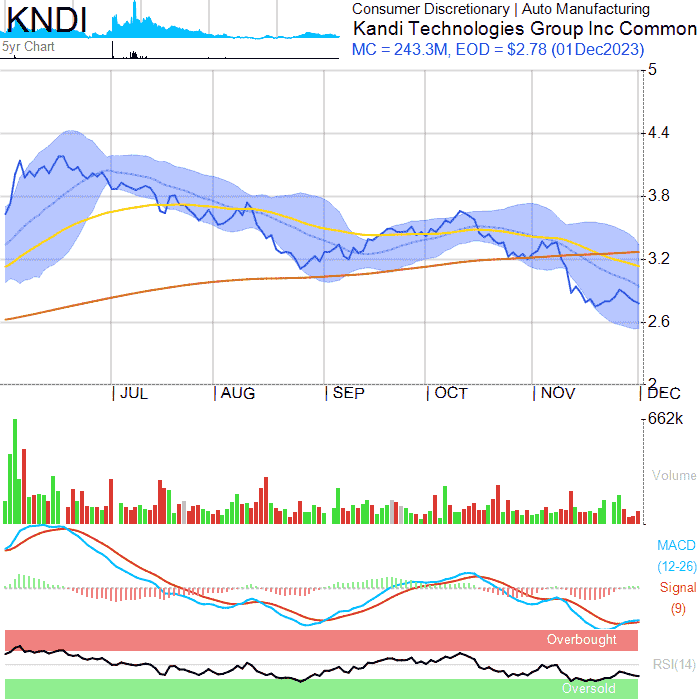 KNDI
5yr Chart
Consumer Discretionary | Auto Manufacturing
Kandi Technologies Group Inc Common
MC = 243.3M, EOD = $2.78 (01Dec2023)
5
4.4
3.8
3.2
2.6
2
JUL AUG SEP OCT NOV DEC
662k
Volume
MACD
(12-26)
Signal
(9)
Overbought
RSI(14)
Oversold